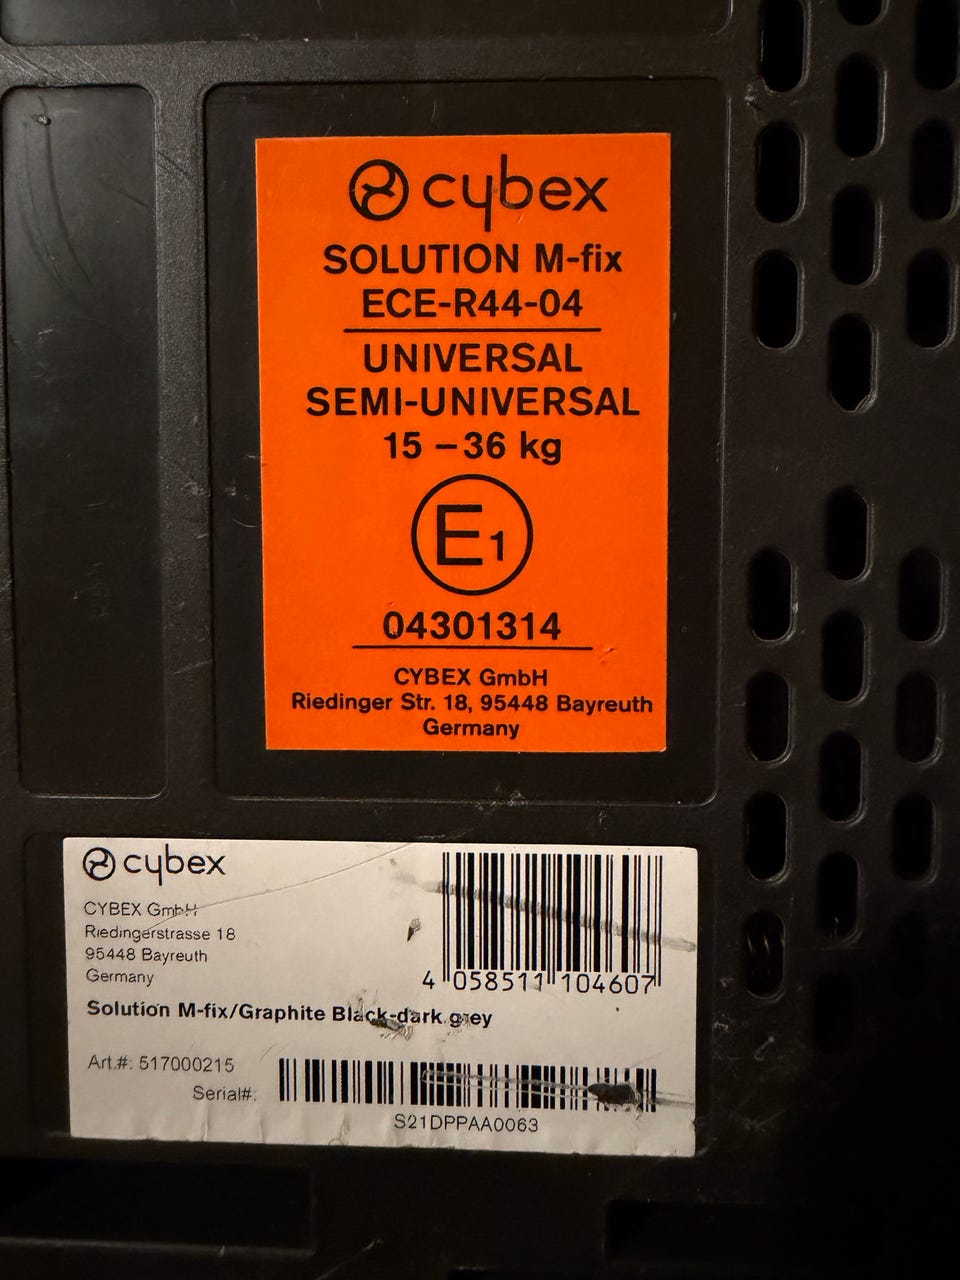 cybex
SOLUTION M-fix
ECE-R44-04
UNIVERSAL
SEMI-UNIVERSAL
15 – 36 kg
E1
04301314
CYBEX GmbH
Riedinger Str. 18, 95448 Bayreuth
Germany
cybex
CYBEX GmbH
Riedingerstrasse 18
95448 Bayreuth
Germany
4 058511 104607
Solution M-fix/Graphite Black-dark grey
Art.#: 517000215
Serial#:
S21DPPAA0063